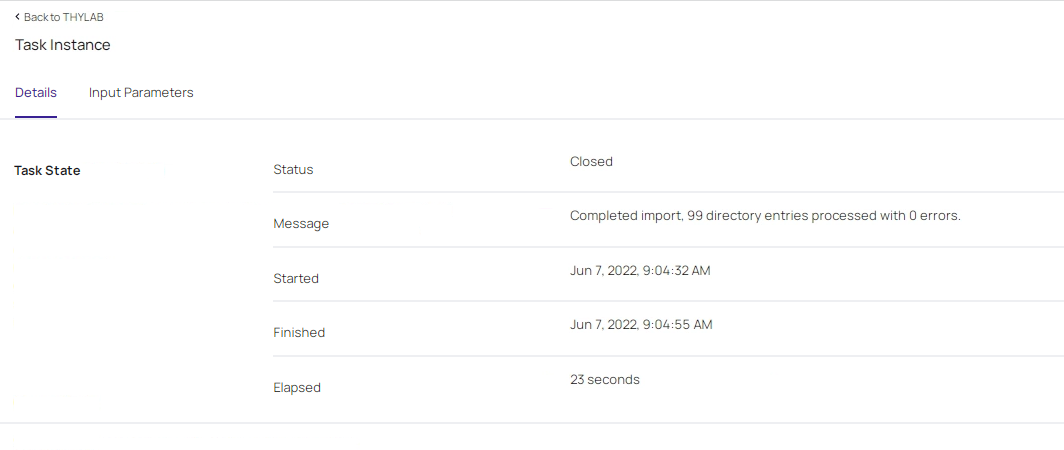 Back to THYLAB
Task Instance
Details Input Parameters
Task State
Status Closed
Message Completed import, 99 directory entries processed with 0 errors.
Started Jun 7, 2022, 9:04:32 AM
Finished Jun 7, 2022, 9:04:55 AM
Elapsed 23 seconds